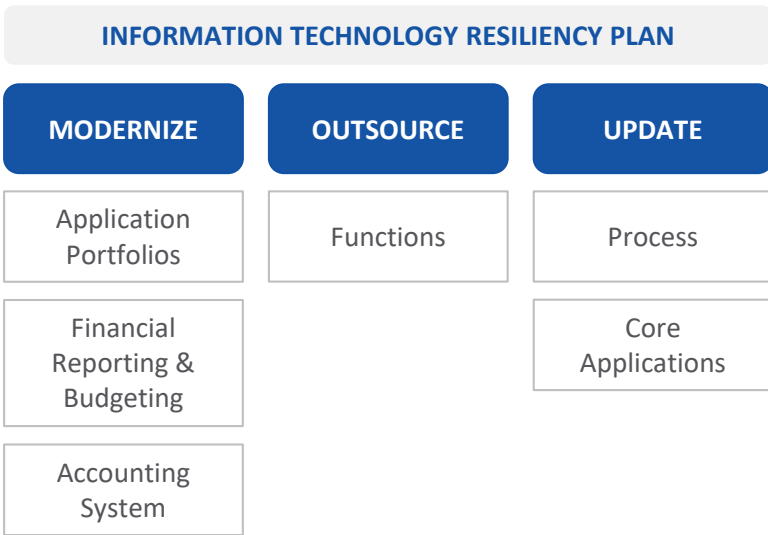 INFORMATION TECHNOLOGY RESILIENCY PLAN
MODERNIZE
Application
Portfolios
Financial
Reporting &
Budgeting
Accounting
System
OUTSOURCE
Functions
UPDATE
Process
Core
Applications